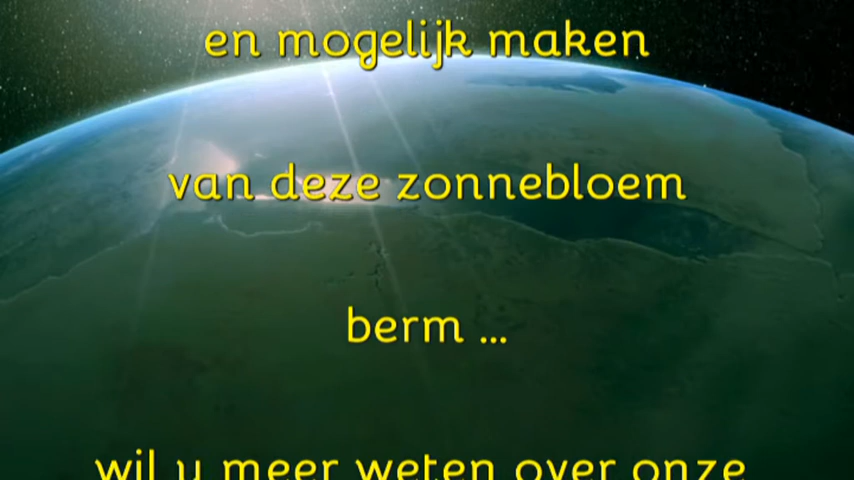 en mogelijk maken
van deze zonnebloem
berm ...
wil u meer weten over onze